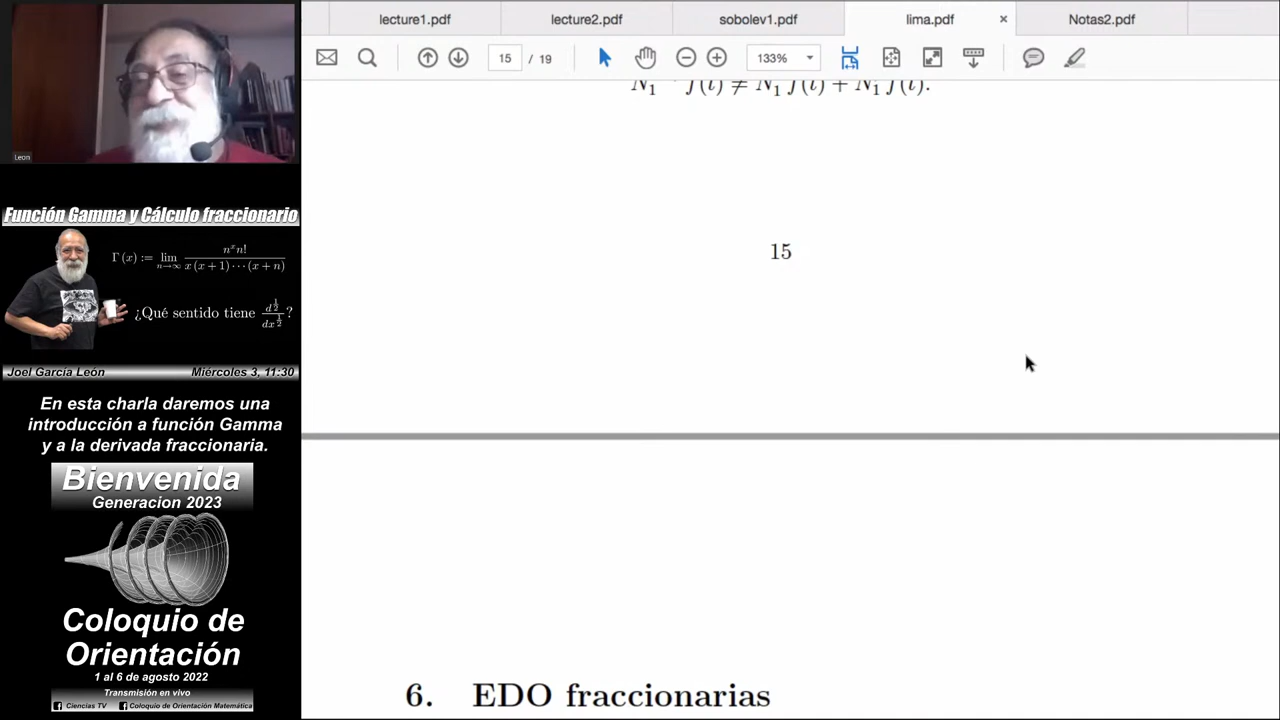 lecture1.pdf
lecture2.pdf
sobolev1.pdf
lima.pdf
×
Notas2.pdf
15 / 19
133%
15
6. EDO fraccionarias
Leon
Función Gamma y Cálculo fraccionario
Γ (x) := lim n→∞ n^x n! / x (x + 1) · · · (x + n)
¿Qué sentido tiene d^{1/2} / dx^{1/2} ?
Joel García León
Miércoles 3, 11:30
En esta charla daremos una
introducción a función Gamma
y a la derivada fraccionaria.
Bienvenida
Generacion 2023
Coloquio de
Orientación
1 al 6 de agosto 2022
Transmisión en vivo
Ciencias TV
Coloquio de Orientación Matemática